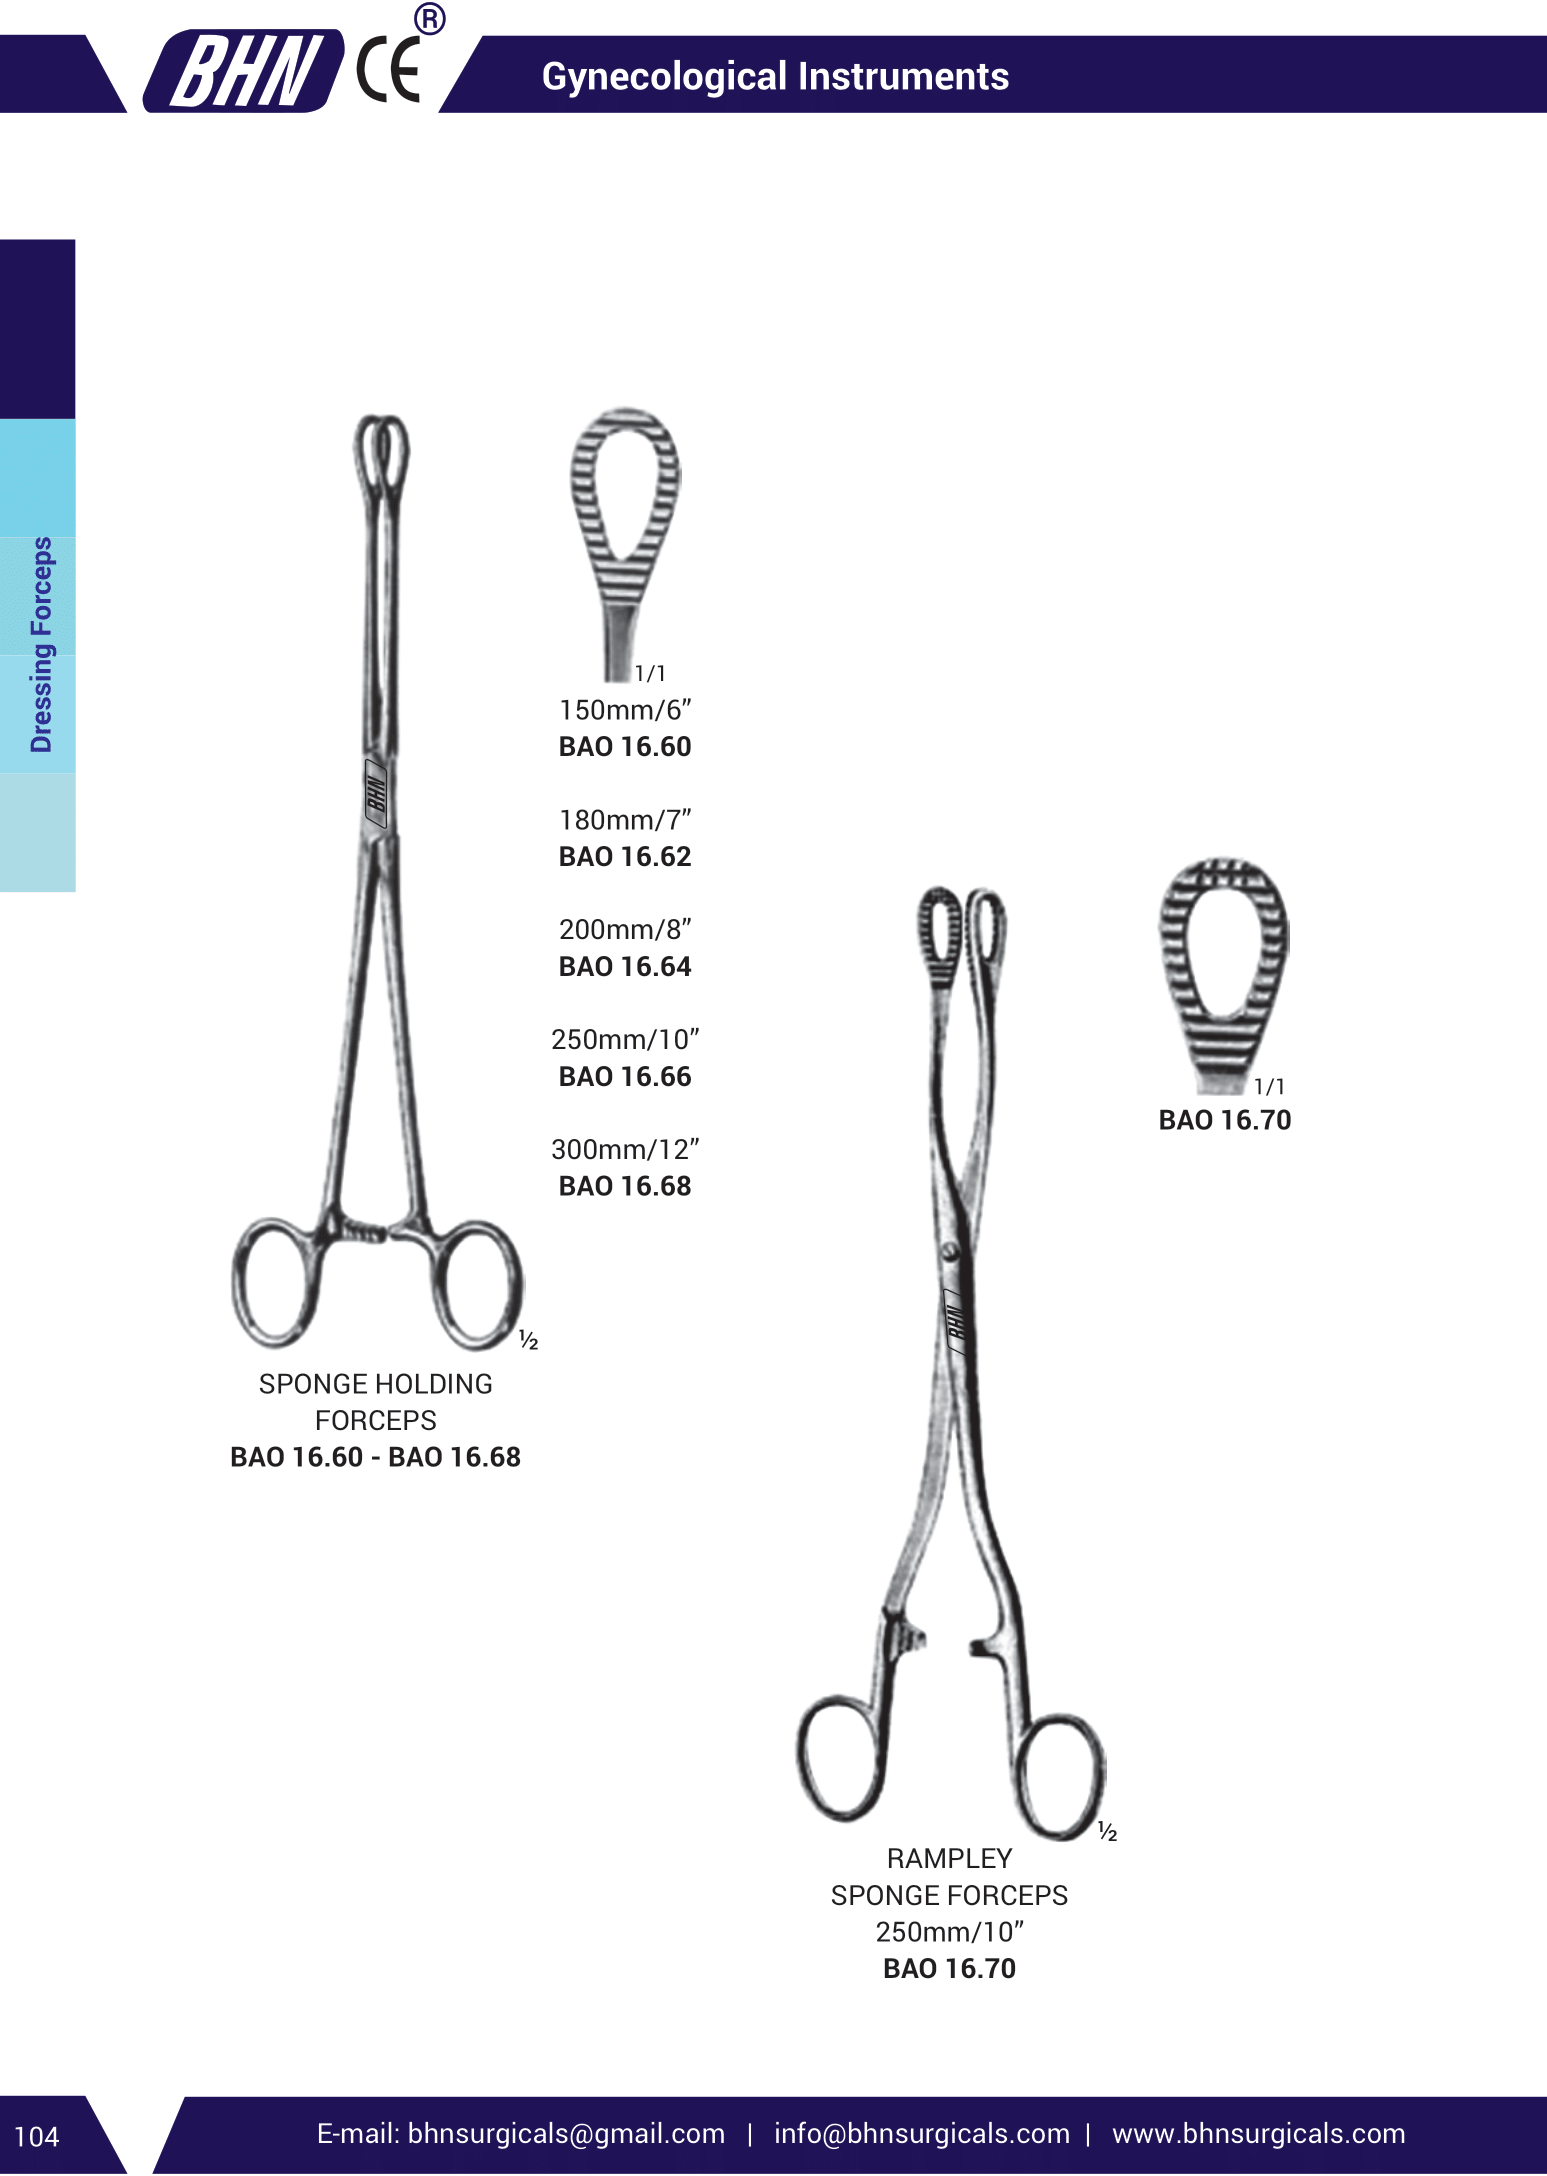 BHN CE ®
Gynecological Instruments
Dressing Forceps
1/1
150mm/6”
BAO 16.60
180mm/7”
BAO 16.62
200mm/8”
BAO 16.64
250mm/10”
BAO 16.66
300mm/12”
BAO 16.68
BHN
½
SPONGE HOLDING
FORCEPS
BAO 16.60 - BAO 16.68
1/1
BAO 16.70
BHN
½
RAMPLEY
SPONGE FORCEPS
250mm/10”
BAO 16.70
104
E-mail: bhnsurgicals@gmail.com | info@bhnsurgicals.com | www.bhnsurgicals.com